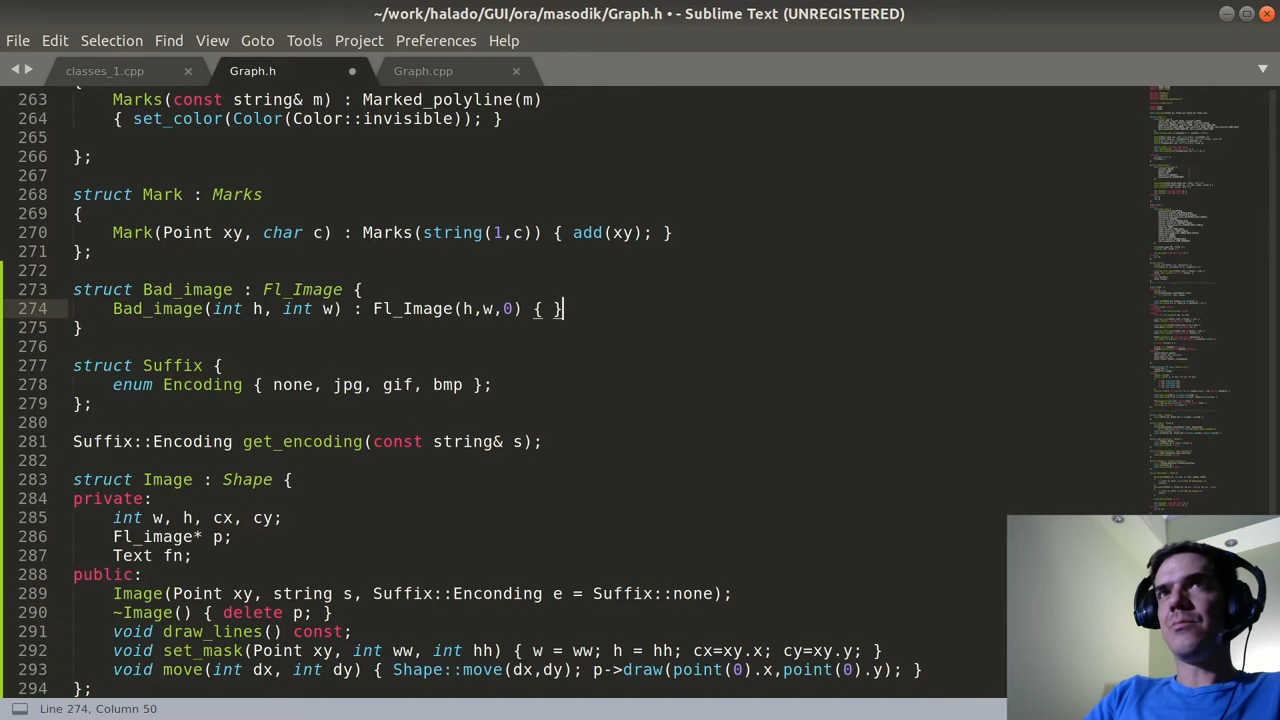 ~/work/halado/GUI/ora/masodik/Graph.h • - Sublime Text (UNREGISTERED)
File Edit Selection Find View Goto Tools Project Preferences Help
classes_1.cpp Graph.h Graph.cpp
263 Marks(const string& m) : Marked_polyline(m)
264 { set_color(Color(Color::invisible)); }
265
266 };
267
268 struct Mark : Marks
269 {
270 Mark(Point xy, char c) : Marks(string(1,c)) { add(xy); }
271 };
272
273 struct Bad_image : Fl_Image {
274 Bad_image(int h, int w) : Fl_Image(h,w,0) { }
275 }
276
277 struct Suffix {
278 enum Encoding { none, jpg, gif, bmp };
279 };
280
281 Suffix::Encoding get_encoding(const string& s);
282
283 struct Image : Shape {
284 private:
285 int w, h, cx, cy;
286 Fl_image* p;
287 Text fn;
288 public:
289 Image(Point xy, string s, Suffix::Enconding e = Suffix::none);
290 ~Image() { delete p; }
291 void draw_lines() const;
292 void set_mask(Point xy, int ww, int hh) { w = ww; h = hh; cx=xy.x; cy=xy.y; }
293 void move(int dx, int dy) { Shape::move(dx,dy); p->draw(point(0).x,point(0).y); }
294 };
Line 274, Column 50